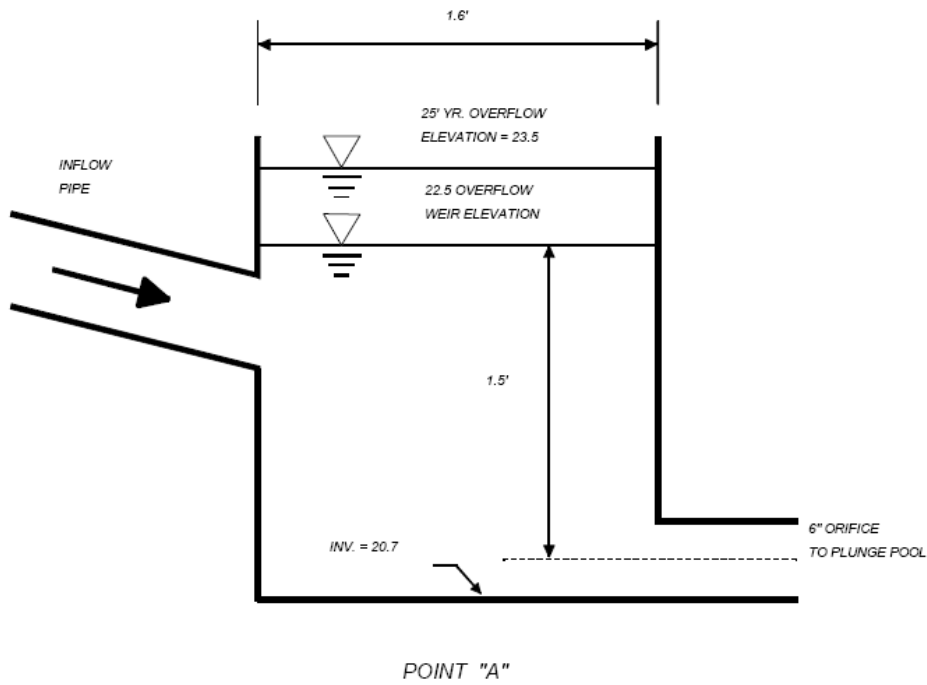 1.6'
25' YR. OVERFLOW
ELEVATION = 23.5
INFLOW
PIPE
22.5 OVERFLOW
WEIR ELEVATION
1.5'
6" ORIFICE
TO PLUNGE POOL
INV. = 20.7
POINT "A"